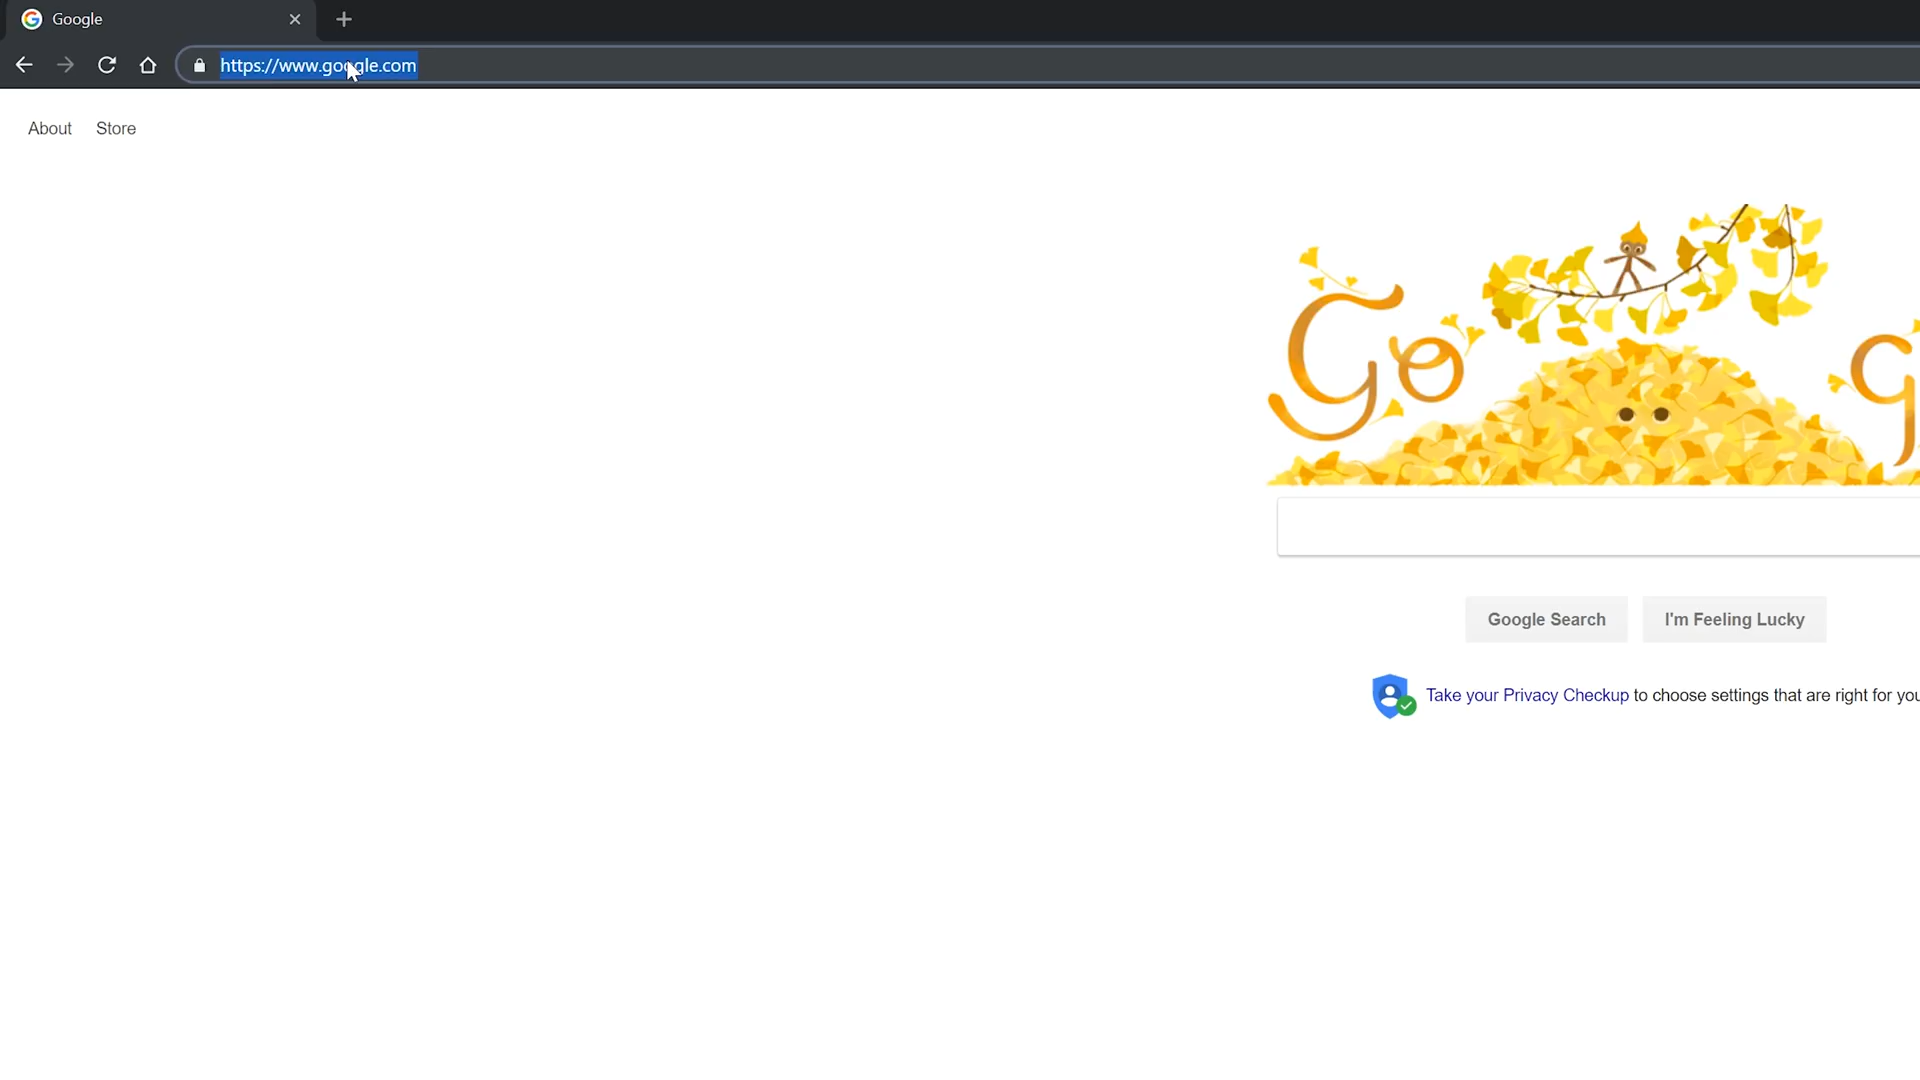 Google
https://www.google.com
About Store
Go g
Google Search I'm Feeling Lucky
Take your Privacy Checkup to choose settings that are right for you